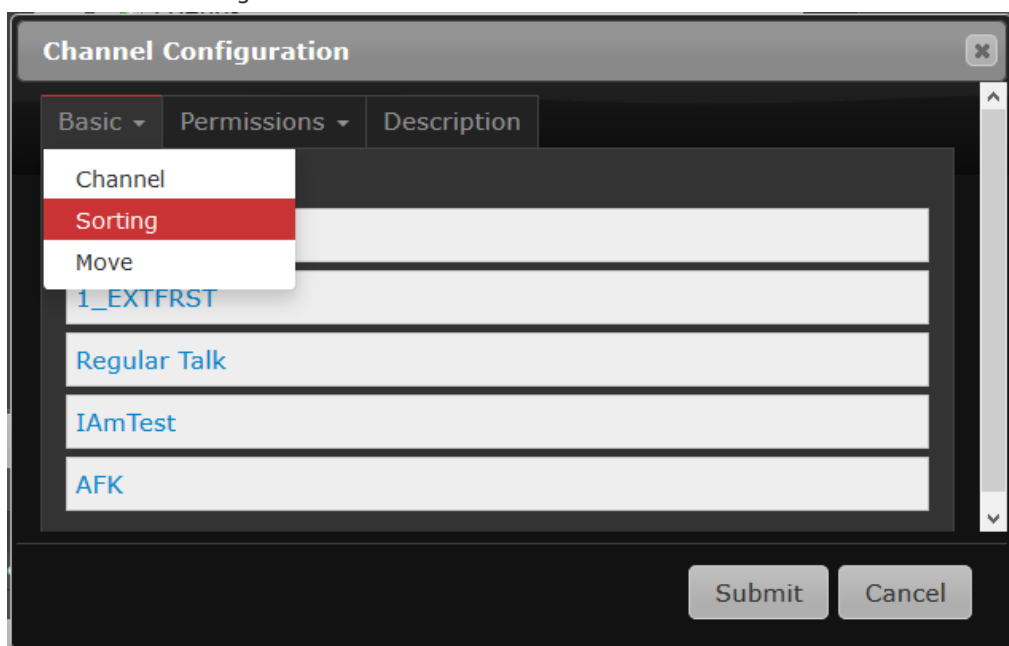 Channel Configuration
Basic Permissions Description
Channel
Sorting
Move
1_EXTFRST
Regular Talk
IAmTest
AFK
Submit Cancel